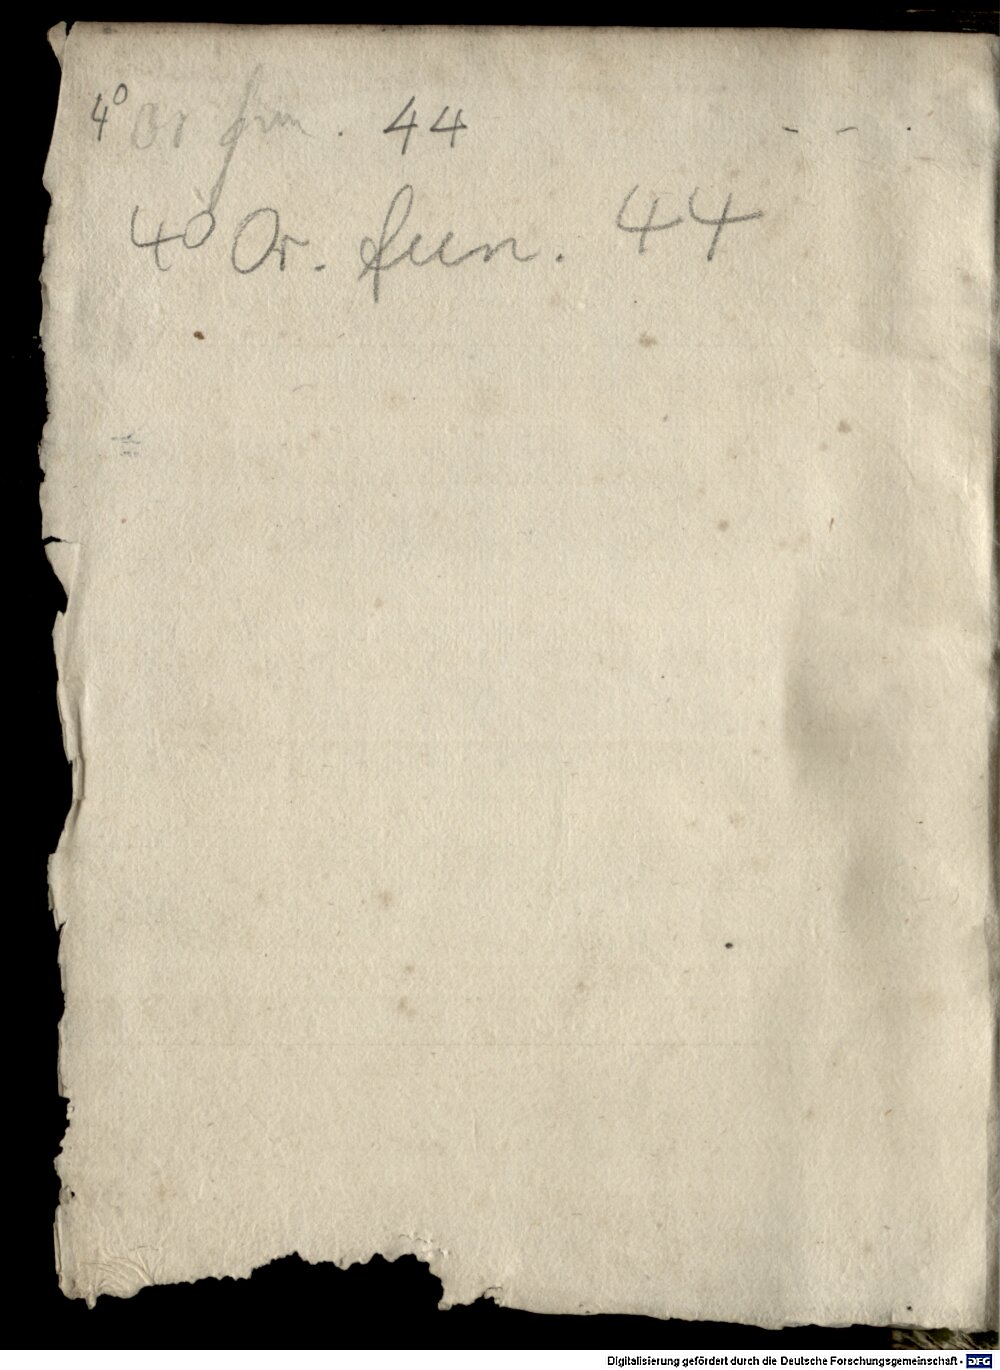 4° Or fun. 44
4° Or. fun. 44
Digitalisierung gefördert durch die Deutsche Forschungsgemeinschaft - DFG